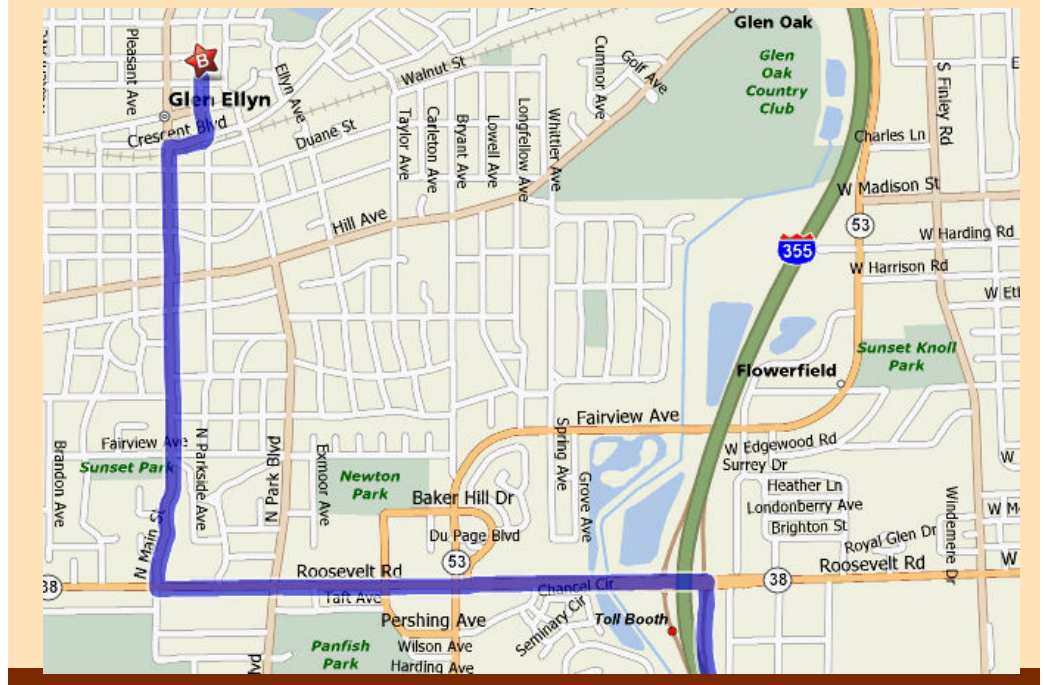 Glen Oak
Pleasant Ave
B
Ellyn Ave
Walnut St
Cumnor Ave
Golf Ave
Glen
Oak
Country
Club
S Finley Rd
Glen Ellyn
Crescent Blvd
Duane St
Taylor Ave
Carleton Ave
Bryant Ave
Lowell Ave
Longfellow Ave
Whittier Ave
Charles Ln
W Madison St
Hill Ave
53
W Harding Rd
355
W Harrison Rd
W Et
Sunset Knoll
Park
Flowerfield
Fairview Ave
Fairview Ave
Sunset Park
Brandon Ave
N Parkside Ave
N Park Blvd
Exmoor Ave
Newton
Park
Spring Ave
Grove Ave
W Edgewood Rd
Surrey Dr
W
Heather Ln
Baker Hill Dr
Londonberry Ave
Brighton St
Windemere Dr
W M
Du Page Blvd
Royal Glen Dr
N Main St
53
Roosevelt Rd
Roosevelt Rd
W
38
38
Chancel Cir
Taft Ave
Seminary Cir
Toll Booth
Pershing Ave
Panfish
Park
Wilson Ave
Harding Ave